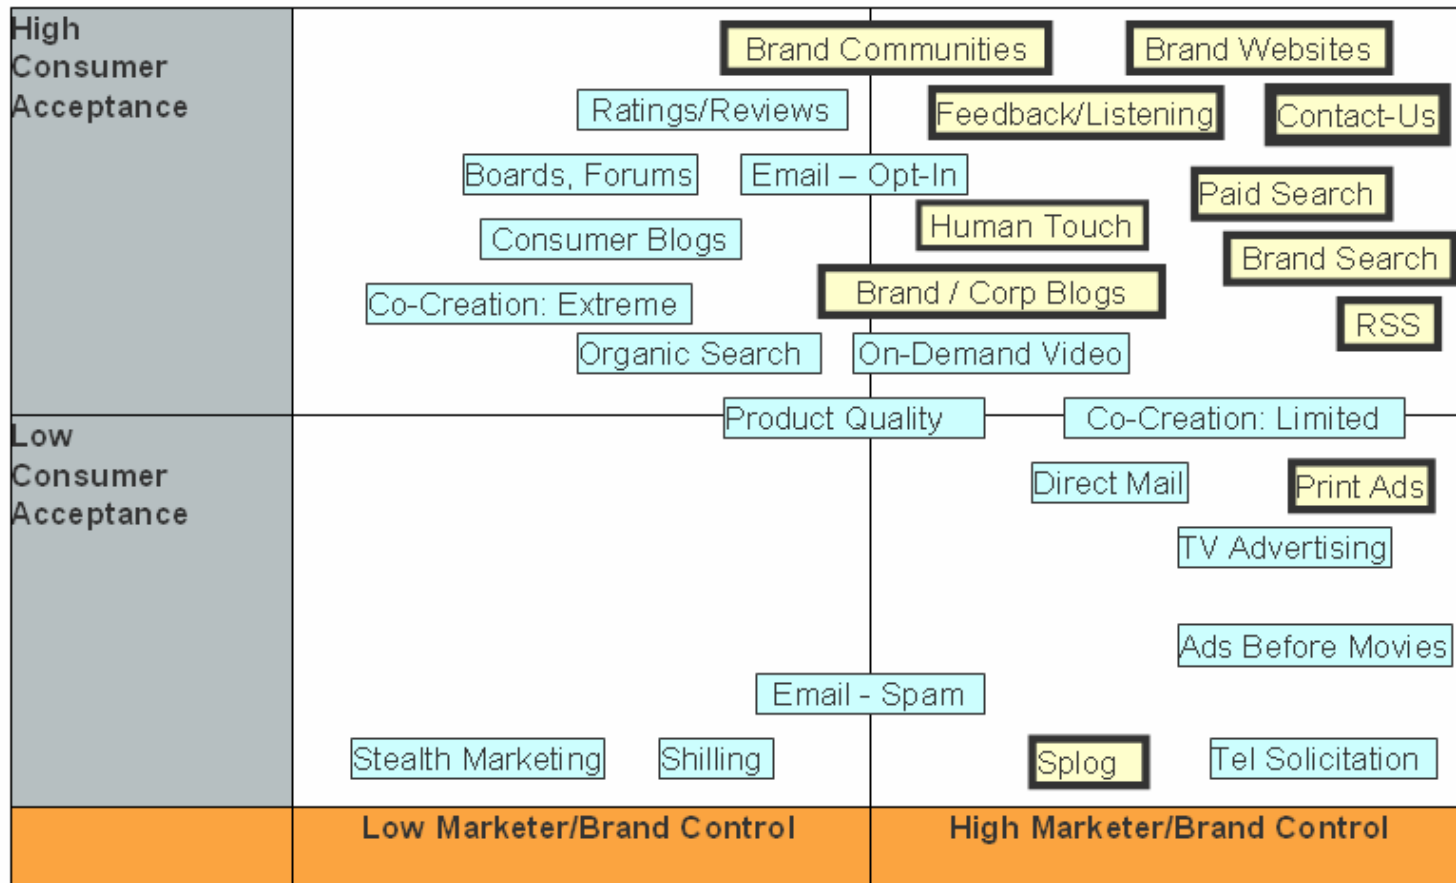 High
Consumer
Acceptance
Brand Communities
Brand Websites
Ratings/Reviews
Feedback/Listening
Contact-Us
Boards, Forums
Email – Opt-In
Paid Search
Human Touch
Consumer Blogs
Brand Search
Co-Creation: Extreme
Brand / Corp Blogs
RSS
Organic Search
On-Demand Video
Product Quality
Co-Creation: Limited
Low
Consumer
Acceptance
Direct Mail
Print Ads
TV Advertising
Ads Before Movies
Email - Spam
Stealth Marketing
Shilling
Splog
Tel Solicitation
Low Marketer/Brand Control
High Marketer/Brand Control